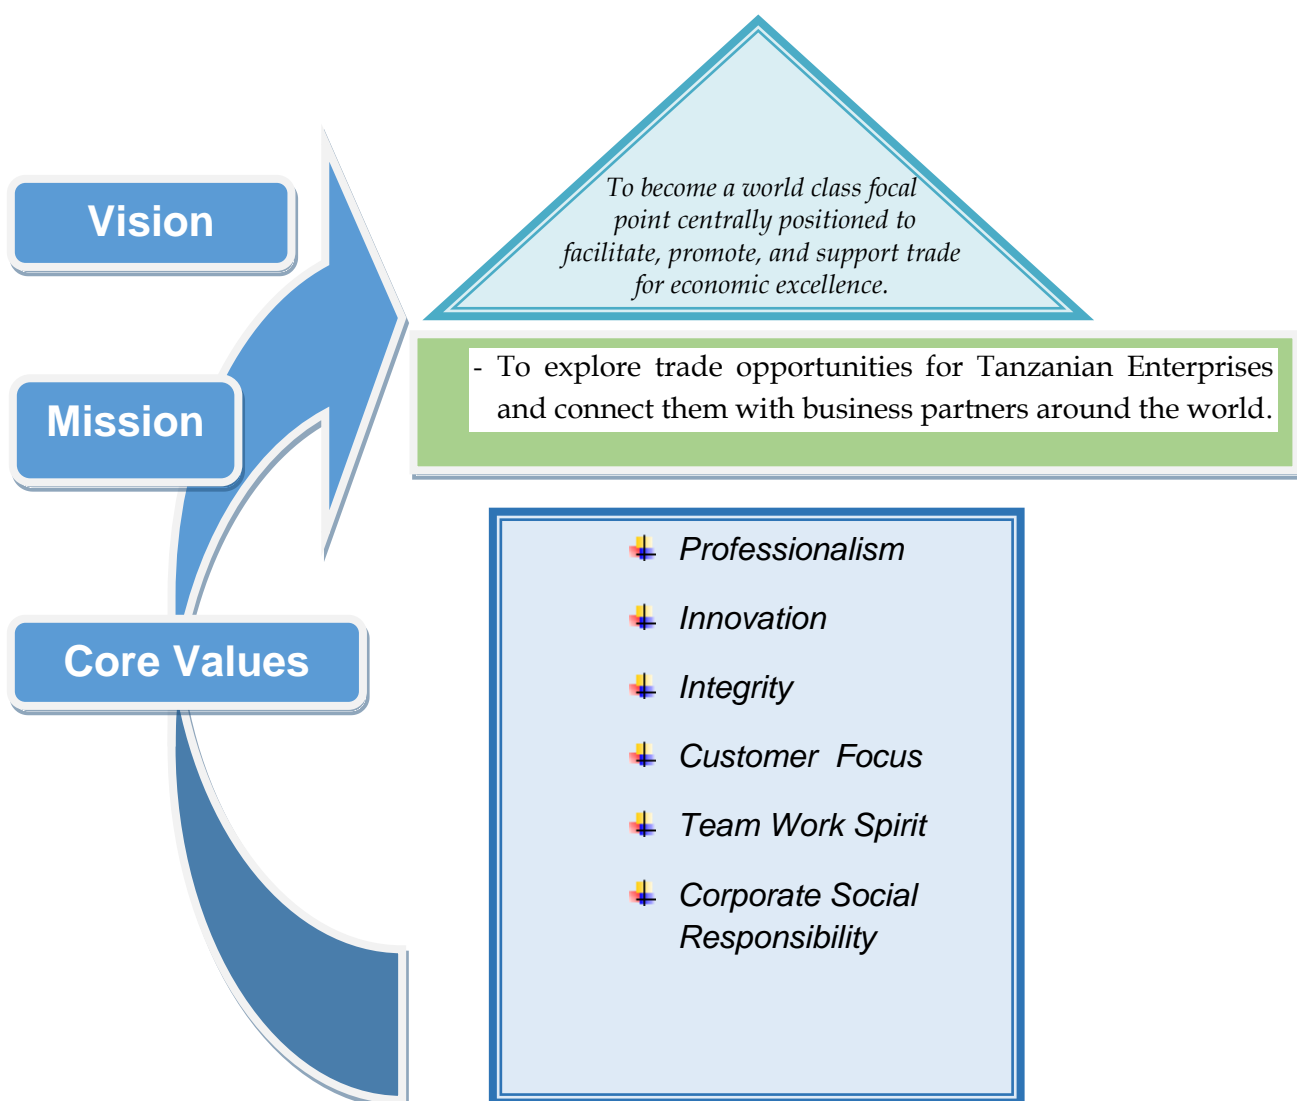 Vision
To become a world class focal
point centrally positioned to
facilitate, promote, and support trade
for economic excellence.
Mission
- To explore trade opportunities for Tanzanian Enterprises
and connect them with business partners around the world.
Core Values
Professionalism
Innovation
Integrity
Customer Focus
Team Work Spirit
Corporate Social
Responsibility